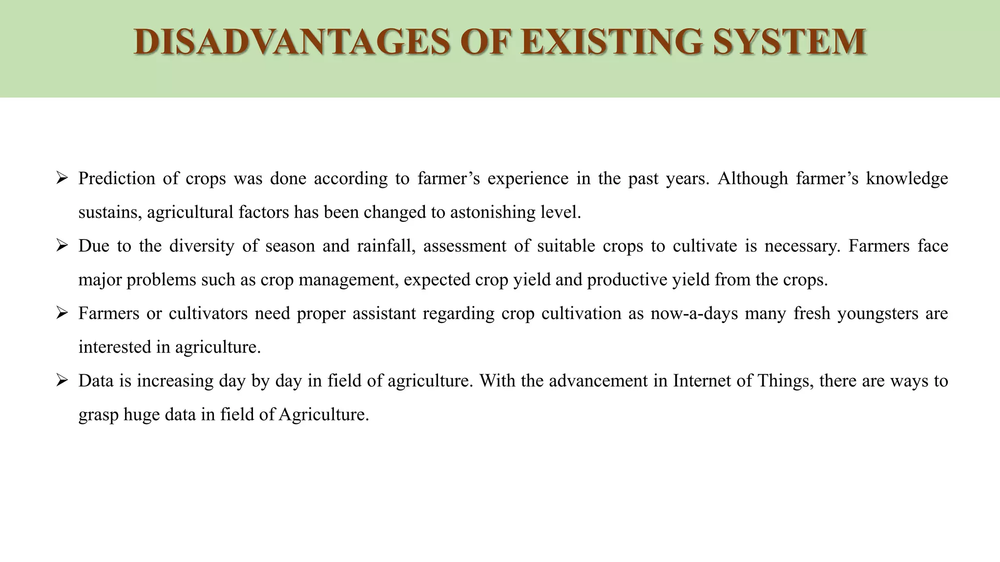 DISADVANTAGES OF EXISTING SYSTEM
➢ Prediction of crops was done according to farmer’s experience in the past years. Although farmer’s knowledge
sustains, agricultural factors has been changed to astonishing level.
➢ Due to the diversity of season and rainfall, assessment of suitable crops to cultivate is necessary. Farmers face
major problems such as crop management, expected crop yield and productive yield from the crops.
➢ Farmers or cultivators need proper assistant regarding crop cultivation as now-a-days many fresh youngsters are
interested in agriculture.
➢ Data is increasing day by day in field of agriculture. With the advancement in Internet of Things, there are ways to
grasp huge data in field of Agriculture.